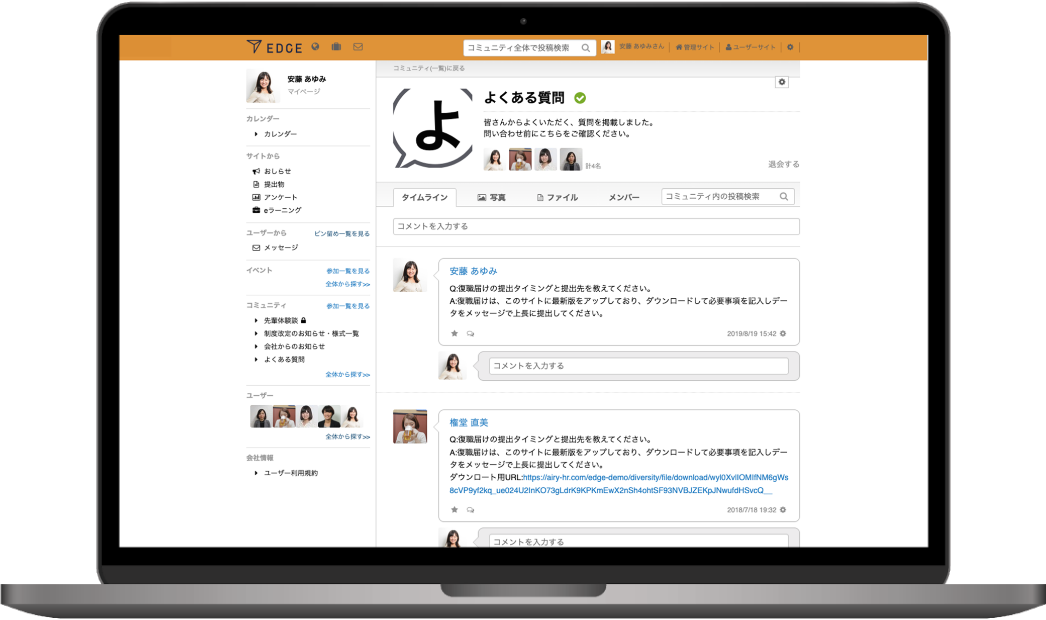 EDGE
コミュニティ全体で投稿検索
安藤 あゆみさん
管理サイト
ユーザーサイト
安藤 あゆみ
マイページ
カレンダー
カレンダー
サイトから
おしらせ
提出物
アンケート
eラーニング
ユーザーから ピン留め一覧を見る
メッセージ
イベント 参加一覧を見る
全体から探す>>
コミュニティ 参加一覧を見る
先輩体験談
制度改定のお知らせ・様式一覧
会社からのお知らせ
よくある質問
全体から探す>>
ユーザー
全体から探す>>
会社情報
ユーザー利用規約
コミュニティ(一覧)に戻る
よ
よくある質問
皆さんからよくいただく、質問を掲載しました。
問い合わせ前にこちらをご確認ください。
計4名
退会する
タイムライン 写真 ファイル メンバー コミュニティ内の投稿検索
コメントを入力する
安藤 あゆみ
Q:復職届けの提出タイミングと提出先を教えてください。
A:復職届けは、このサイトに最新版をアップしており、ダウンロードして必要事項を記入しデー
タをメッセージで上長に提出してください。
2019/8/19 15:42
コメントを入力する
権堂 直美
Q:復職届けの提出タイミングと提出先を教えてください。
A:復職届けは、このサイトに最新版をアップしており、ダウンロードして必要事項を記入しデー
タをメッセージで上長に提出してください。
ダウンロード用URL:https://airy-hr.com/edge-demo/diversity/file/download/wyl0XvIlOMIfNM6gWs
8cVP9yf2kq_ue024U2InKO73gLdrK9KPKmEwX2nSh4ohtSF93NVBJZEKpJNwufdHSvcQ__
2018/7/18 19:32
コメントを入力する